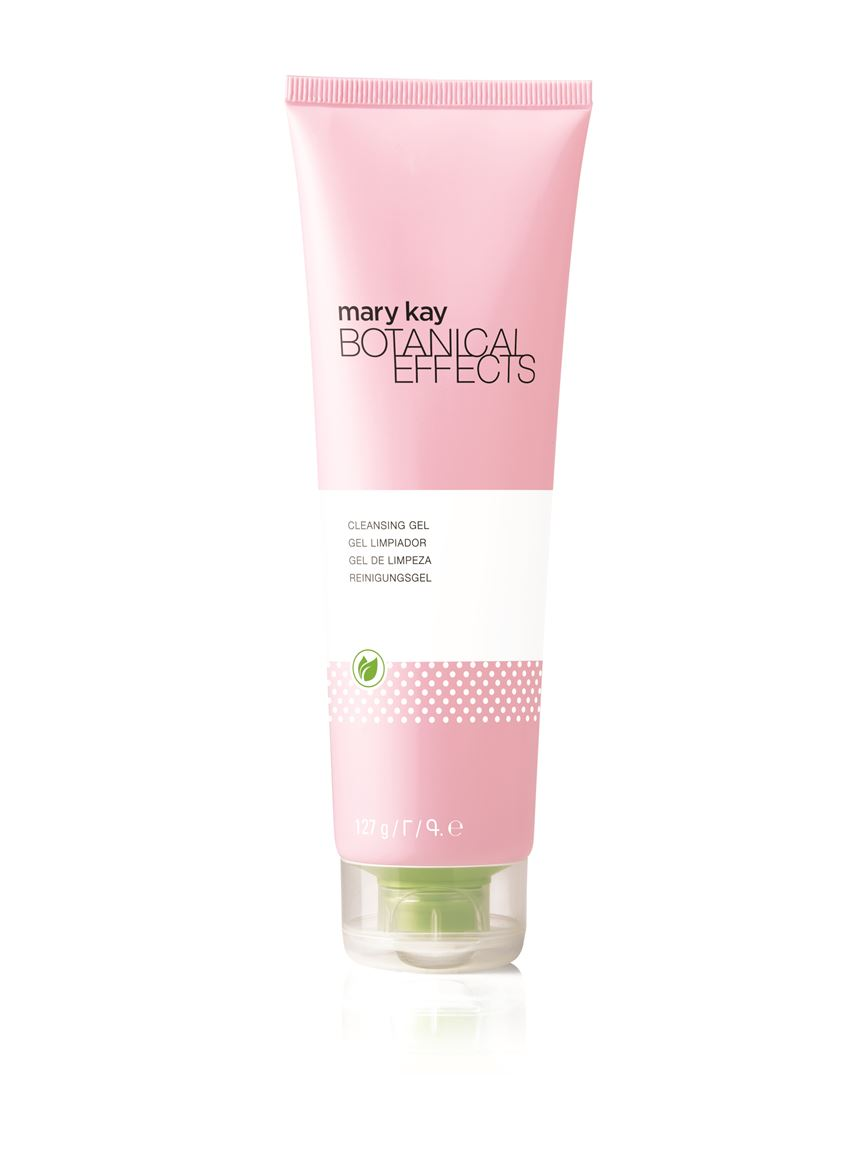 mary kay
BOTANICAL
EFFECTS
CLEANSING GEL
GEL LIMPIADOR
GEL DE LIMPEZA
REINIGUNGSGEL
127 g/Г/Գ. ℮